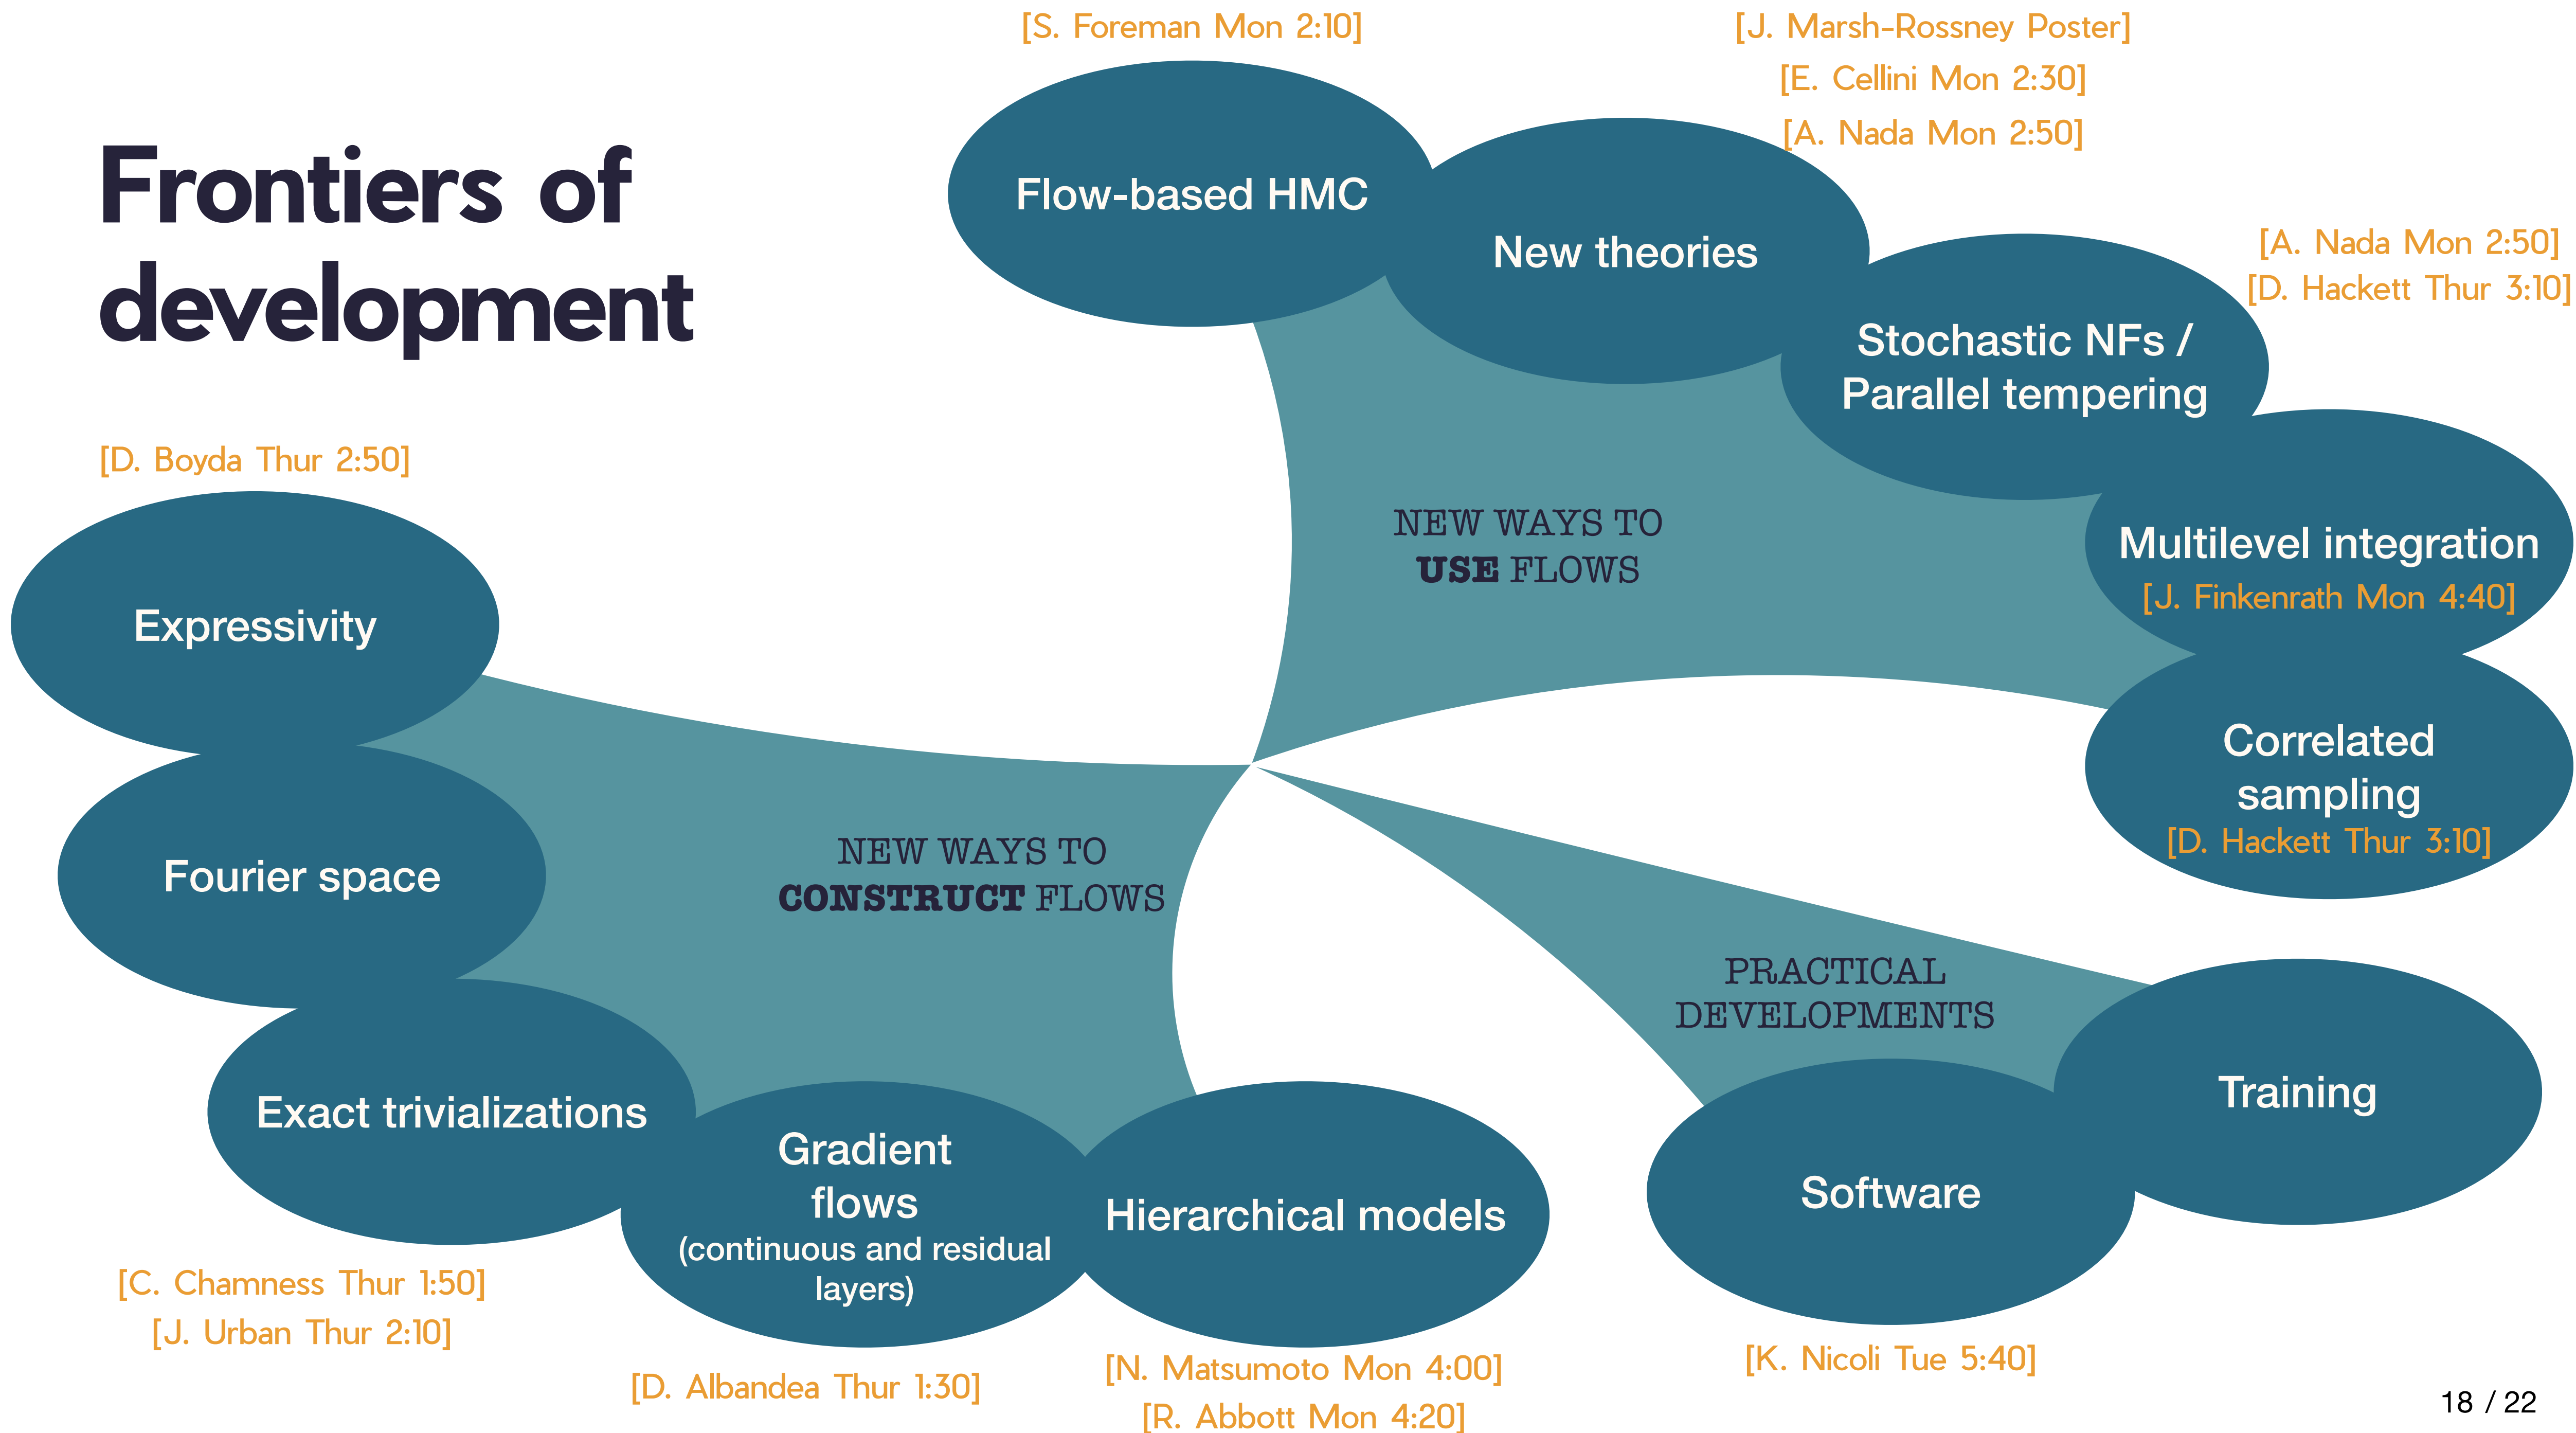 Frontiers of
development
[S. Foreman Mon 2:10]
Flow-based HMC
[J. Marsh-Rossney Poster]
[E. Cellini Mon 2:30]
[A. Nada Mon 2:50]
New theories
[A. Nada Mon 2:50]
[D. Hackett Thur 3:10]
Stochastic NFs /
Parallel tempering
Multilevel integration
[J. Finkenrath Mon 4:40]
Correlated
sampling
[D. Hackett Thur 3:10]
NEW WAYS TO
USE FLOWS
[D. Boyda Thur 2:50]
Expressivity
Fourier space
Exact trivializations
[C. Chamness Thur 1:50]
[J. Urban Thur 2:10]
NEW WAYS TO
CONSTRUCT FLOWS
Gradient
flows
(continuous and residual
layers)
[D. Albandea Thur 1:30]
Hierarchical models
[N. Matsumoto Mon 4:00]
[R. Abbott Mon 4:20]
PRACTICAL
DEVELOPMENTS
Training
Software
[K. Nicoli Tue 5:40]
18 / 22